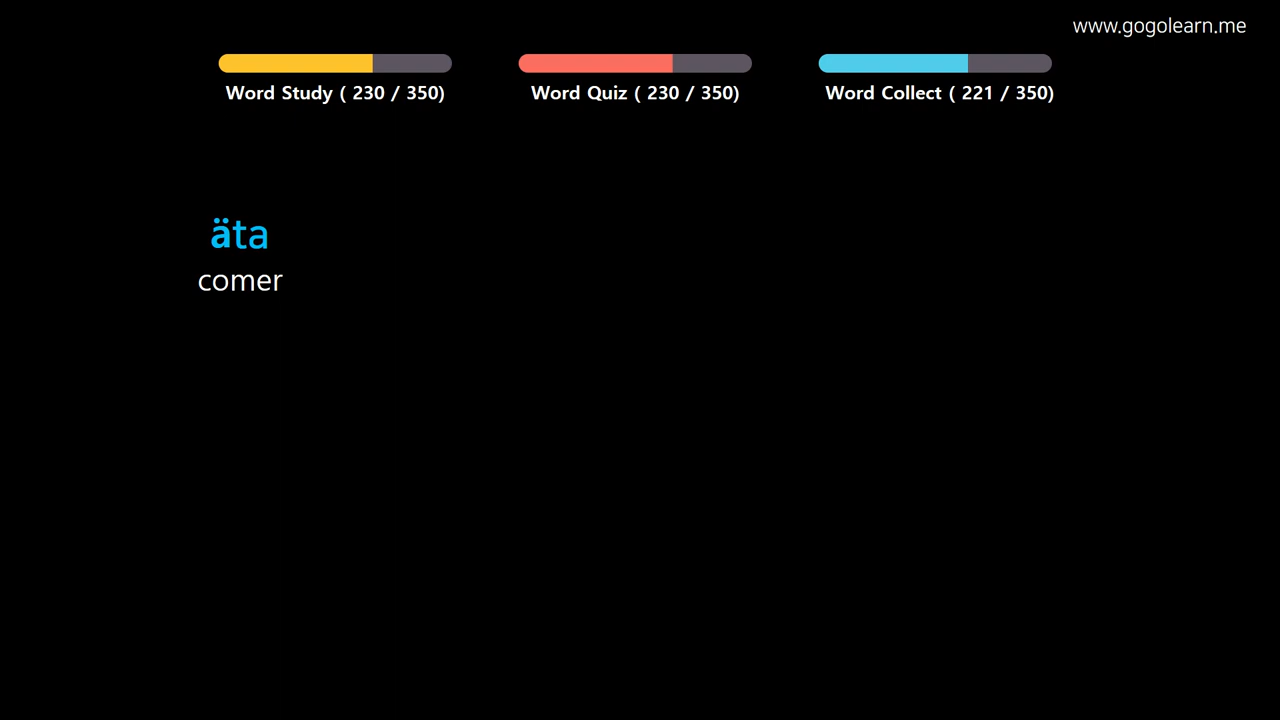 www.gogolearn.me
Word Study ( 230 / 350)
Word Quiz ( 230 / 350)
Word Collect ( 221 / 350)
äta
comer